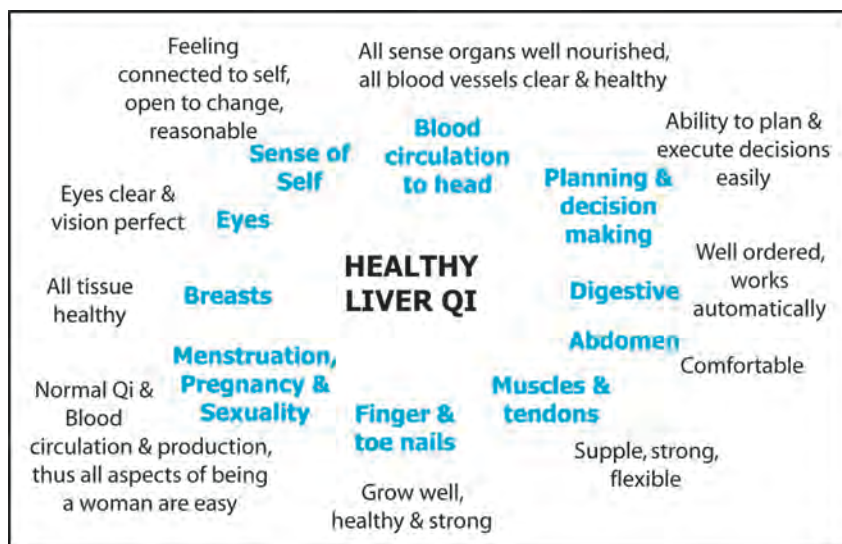 Feeling
connected to self,
open to change,
reasonable
All sense organs well nourished,
all blood vessels clear & healthy
Sense of
Self
Blood
circulation
to head
Ability to plan &
execute decisions
easily
Planning &
decision
making
Eyes clear &
vision perfect
Eyes
HEALTHY
LIVER QI
Well ordered,
works
automatically
Digestive
All tissue
healthy
Breasts
Abdomen
Comfortable
Menstruation,
Pregnancy &
Sexuality
Normal Qi &
Blood
circulation & production,
thus all aspects of being
a woman are easy
Finger &
toe nails
Grow well,
healthy & strong
Muscles &
tendons
Supple, strong,
flexible